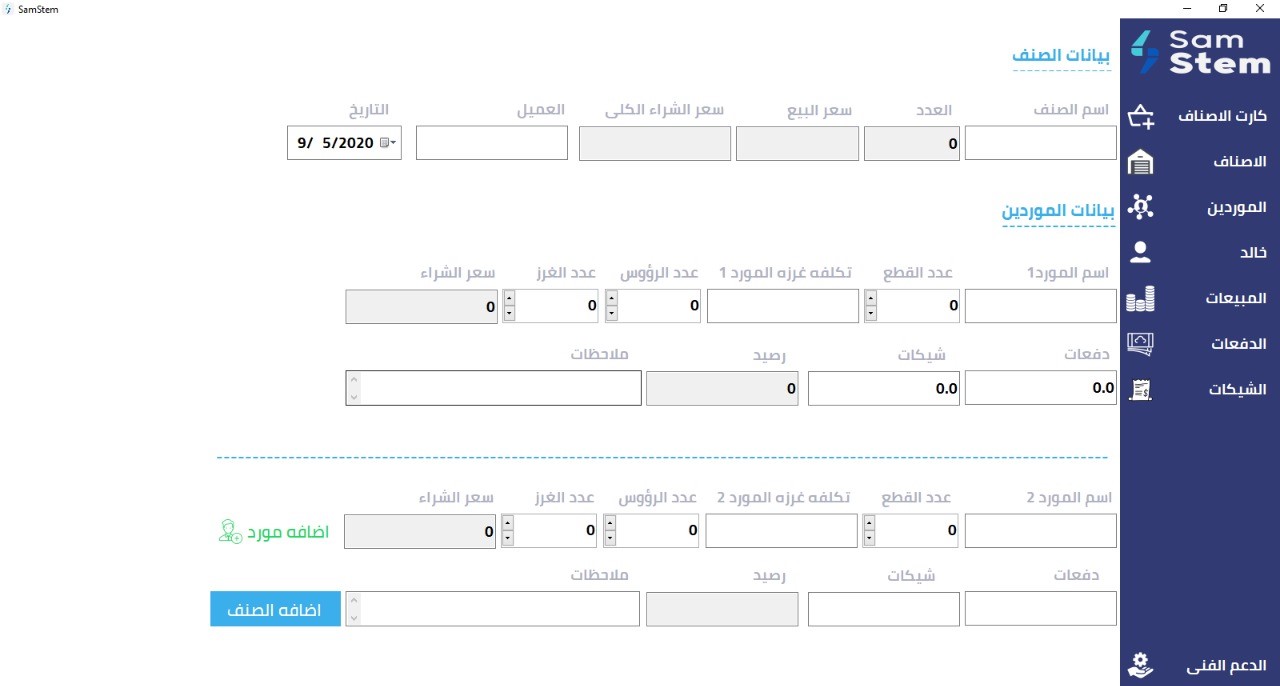 SamStem
Sam
Stem
كارت الاصناف
الاصناف
الموردين
خالد
المبيعات
الدفعات
الشيكات
الدعم الفنى
بيانات الصنف
اسم الصنف العدد سعر البيع سعر الشراء الكلى العميل التاريخ
0 9/ 5/2020
بيانات الموردين
اسم المورد1 عدد القطع تكلفه غرزه المورد 1 عدد الرؤوس عدد الغرز سعر الشراء
0 0 0 0
دفعات شيكات رصيد ملاحظات
0.0 0.0 0
اسم المورد 2 عدد القطع تكلفه غرزه المورد 2 عدد الرؤوس عدد الغرز سعر الشراء
0 0 0 0 اضافه مورد
دفعات شيكات رصيد ملاحظات
اضافه الصنف